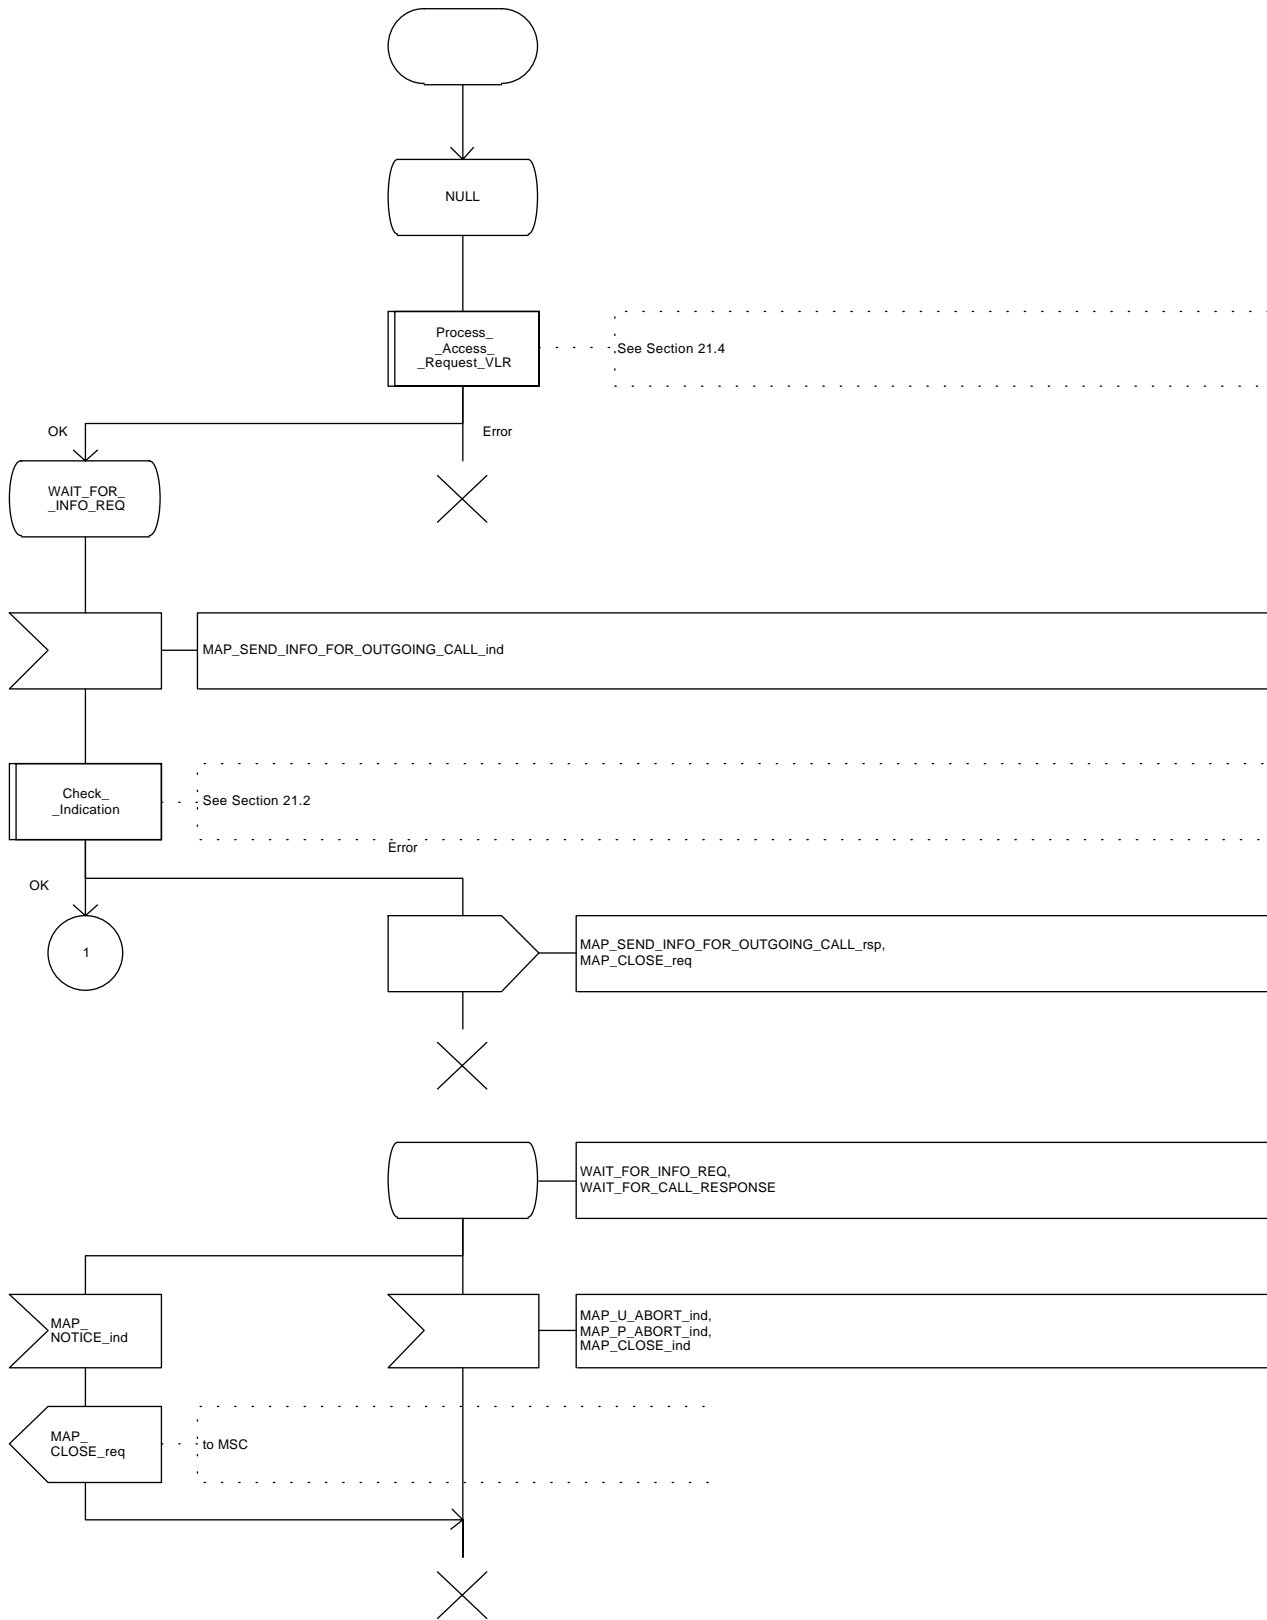 NULL
Process_
_Access_
_Request_VLR
See Section 21.4
OK
Error
WAIT_FOR_
_INFO_REQ
MAP_SEND_INFO_FOR_OUTGOING_CALL_ind
Check_
_Indication
See Section 21.2
Error
OK
1
MAP_SEND_INFO_FOR_OUTGOING_CALL_rsp,
MAP_CLOSE_req
WAIT_FOR_INFO_REQ,
WAIT_FOR_CALL_RESPONSE
MAP_
NOTICE_ind
MAP_U_ABORT_ind,
MAP_P_ABORT_ind,
MAP_CLOSE_ind
MAP_
CLOSE_req
to MSC